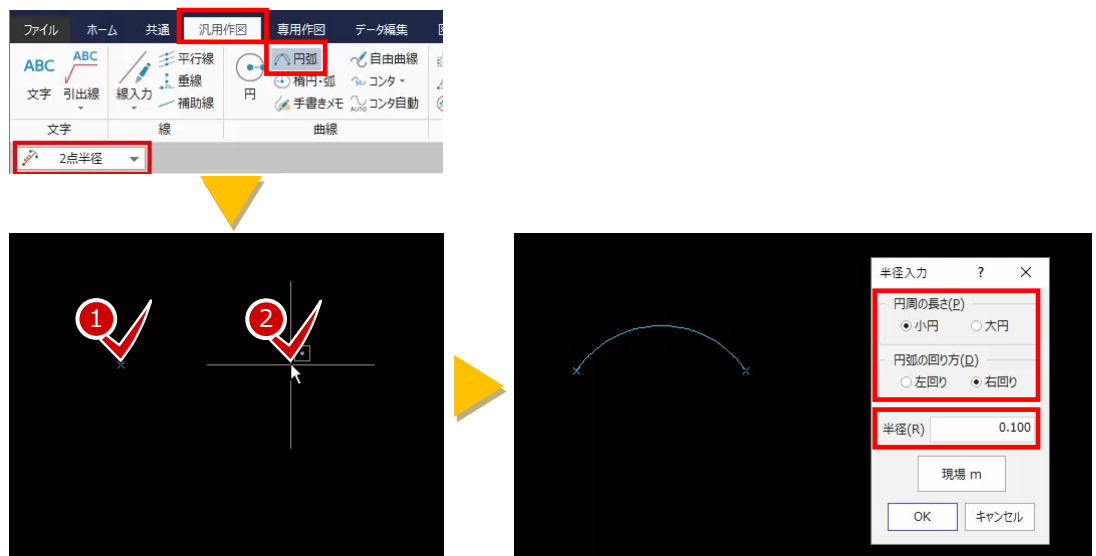 ファイル ホーム 共通 汎用作図 専用作図 データ編集
ABC ABC 平行線 円弧 自由曲線
垂線 楕円・弧 コンタ
文字 引出線 線入力 補助線 円 手書きメモ AUTO コンタ自動
文字 線 曲線
2点半径
1 2
半径入力 ? ×
円周の長さ(P)
小円 大円
円弧の回り方(D)
左回り 右回り
半径(R) 0.100
現場 m
OK キャンセル